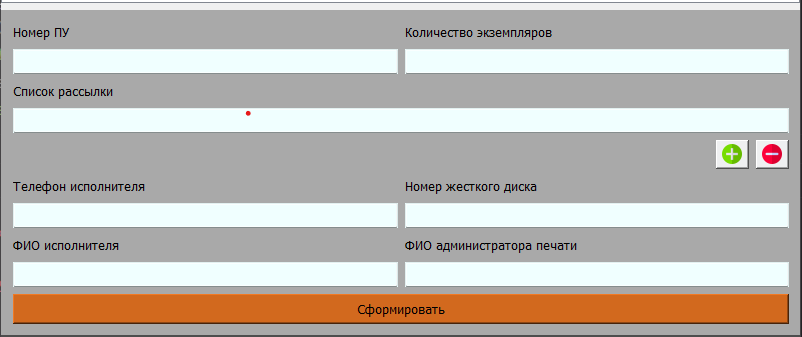 Номер ПУ
Количество экземпляров
Список рассылки
Телефон исполнителя
Номер жесткого диска
ФИО исполнителя
ФИО администратора печати
Сформировать